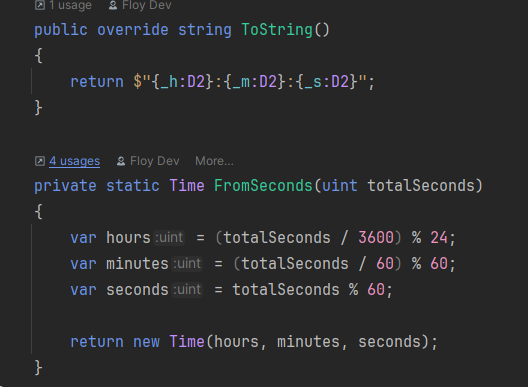 1 usage Floy Dev
public override string ToString()
{
return $"{_h:D2}:{_m:D2}:{_s:D2}";
}
4 usages Floy Dev More...
private static Time FromSeconds(uint totalSeconds)
{
var hours:uint = (totalSeconds / 3600) % 24;
var minutes:uint = (totalSeconds / 60) % 60;
var seconds:uint = totalSeconds % 60;
return new Time(hours, minutes, seconds);
}